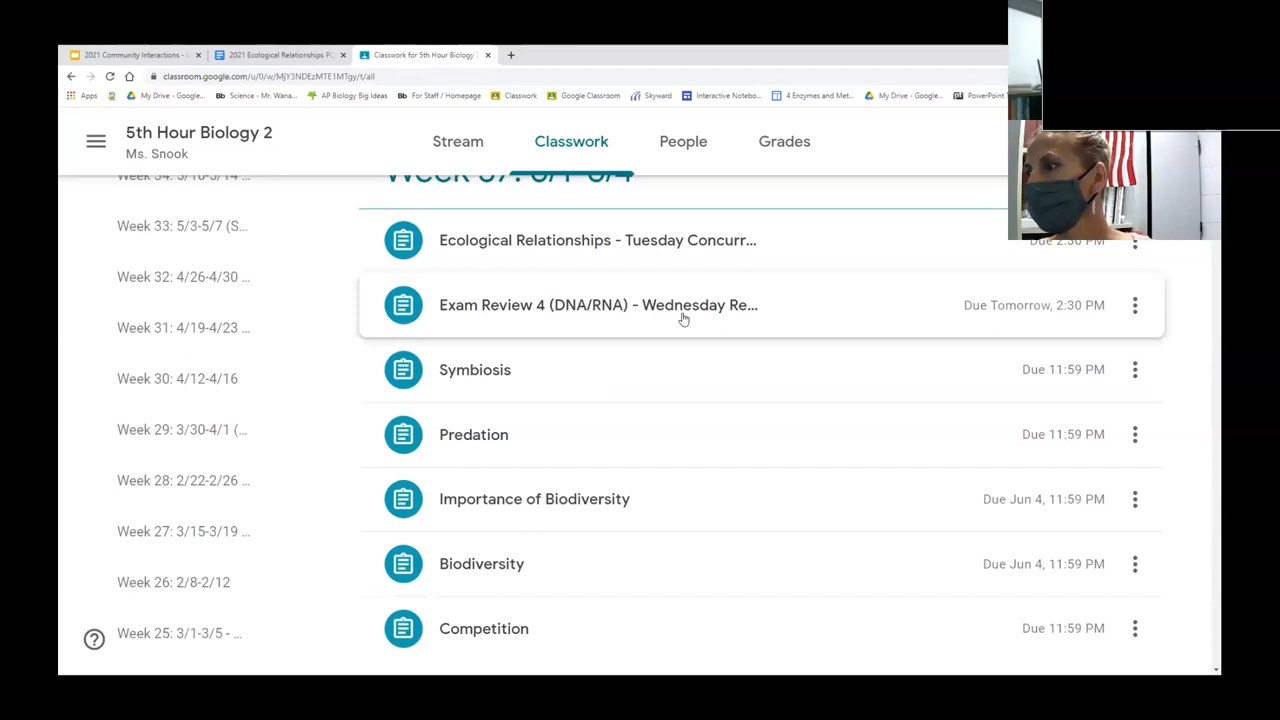 2021 Community Interactions -
2021 Ecological Relationships PO
Classwork for 5th Hour Biology 2
classroom.google.com/u/0/w/MjY3NDEzMTE1MTgy/t/all
Apps
My Drive - Google...
Bb Science - Mr. Wana...
AP Biology Big Ideas
Bb For Staff / Homepage
Classwork
Google Classroom
Skyward
Interactive Notebo...
4 Enzymes and Met...
My Drive - Google...
PowerPoint
5th Hour Biology 2
Ms. Snook
Stream
Classwork
People
Grades
Week 33: 5/3-5/7 (S...
Week 32: 4/26-4/30 ...
Week 31: 4/19-4/23 ...
Week 30: 4/12-4/16
Week 29: 3/30-4/1 (...
Week 28: 2/22-2/26 ...
Week 27: 3/15-3/19 ...
Week 26: 2/8-2/12
Week 25: 3/1-3/5 - ...
Ecological Relationships - Tuesday Concurr...
Due 2:30 PM
Exam Review 4 (DNA/RNA) - Wednesday Re...
Due Tomorrow, 2:30 PM
Symbiosis
Due 11:59 PM
Predation
Due 11:59 PM
Importance of Biodiversity
Due Jun 4, 11:59 PM
Biodiversity
Due Jun 4, 11:59 PM
Competition
Due 11:59 PM